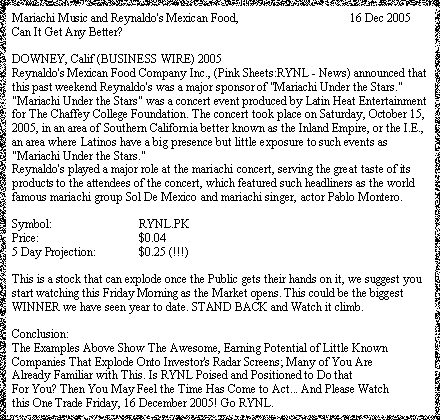 Mariachi Music and Reynaldo's Mexican Food, 16 Dec 2005
Can It Get Any Better?
DOWNEY, Calif (BUSINESS WIRE) 2005
Reynaldo's Mexican Food Company Inc., (Pink Sheets:RYNL - News) announced that
this past weekend Reynaldo's was a major sponsor of "Mariachi Under the Stars."
"Mariachi Under the Stars" was a concert event produced by Latin Heat Entertainment
for The Chaffey College Foundation. The concert took place on Saturday, October 15,
2005, in an area of Southern California better known as the Inland Empire, or the I.E.,
an area where Latinos have a big presence but little exposure to such events as
"Mariachi Under the Stars."
Reynaldo's played a major role at the mariachi concert, serving the great taste of its
products to the attendees of the concert, which featured such headliners as the world
famous mariachi group Sol De Mexico and mariachi singer, actor Pablo Montero.
Symbol: RYNL.PK
Price: $0.04
5 Day Projection: $0.25 (!!!)
This is a stock that can explode once the Public gets their hands on it, we suggest you
start watching this Friday Morning as the Market opens. This could be the biggest
WINNER we have seen year to date. STAND BACK and Watch it climb.
Conclusion:
The Examples Above Show The Awesome, Earning Potential of Little Known
Companies That Explode Onto Investor's Radar Screens; Many of You Are
Already Familiar with This. Is RYNL Poised and Positioned to Do that
For You? Then You May Feel the Time Has Come to Act... And Please Watch
this One Trade Friday, 16 December 2005! Go RYNL.